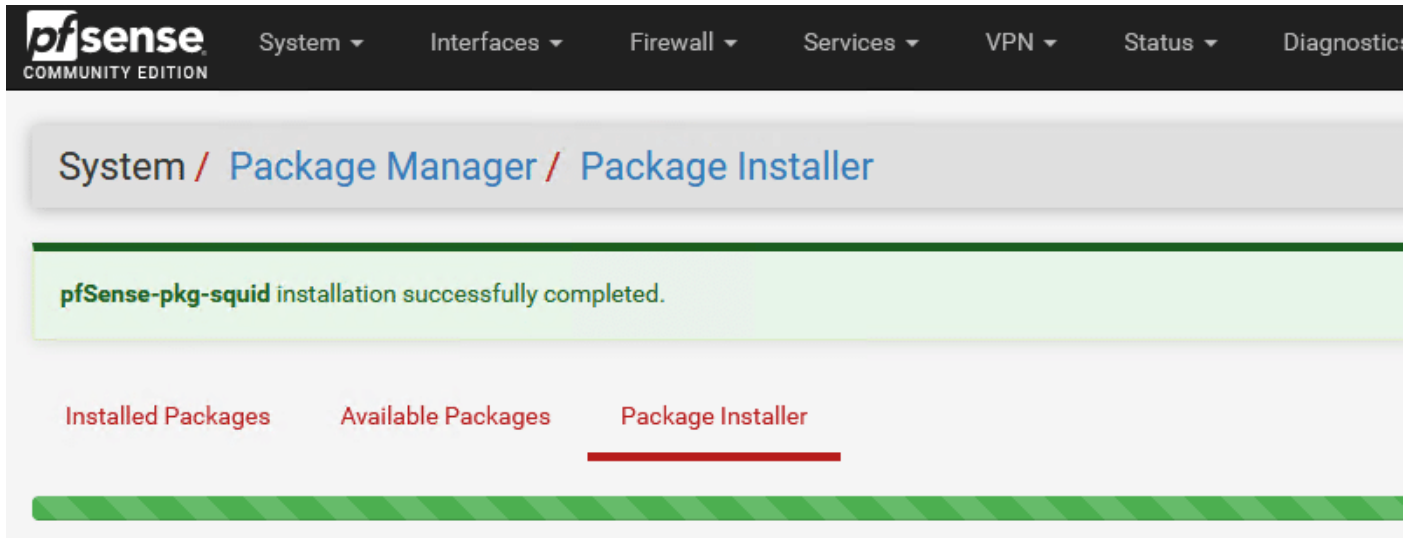 pfsense
COMMUNITY EDITION
System Interfaces Firewall Services VPN Status Diagnostics
System / Package Manager / Package Installer
pfSense-pkg-squid installation successfully completed.
Installed Packages Available Packages Package Installer